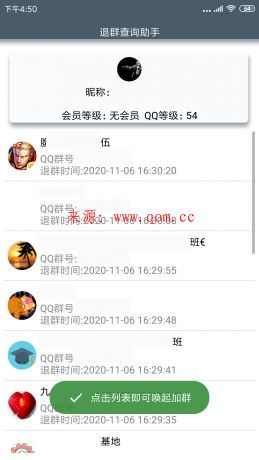 下午4:50
64
退群查询助手
昵称：
会员等级：无会员 QQ等级：54
伍
QQ群号
退群时间:2020-11-06 16:30:20
QQ群号:
来源：www.qom.cc
退群时间:2020-11-06 16:30:08
班€
QQ群号:
退群时间:2020-11-06 16:29:55
QQ群号:
退群时间:2020-11-06 16:29:48
班
QQ群号
退群时间:2020-11-06 16:29:41
九
点击列表即可唤起加群
退群时间:2020-11-06 16:29:35
基地